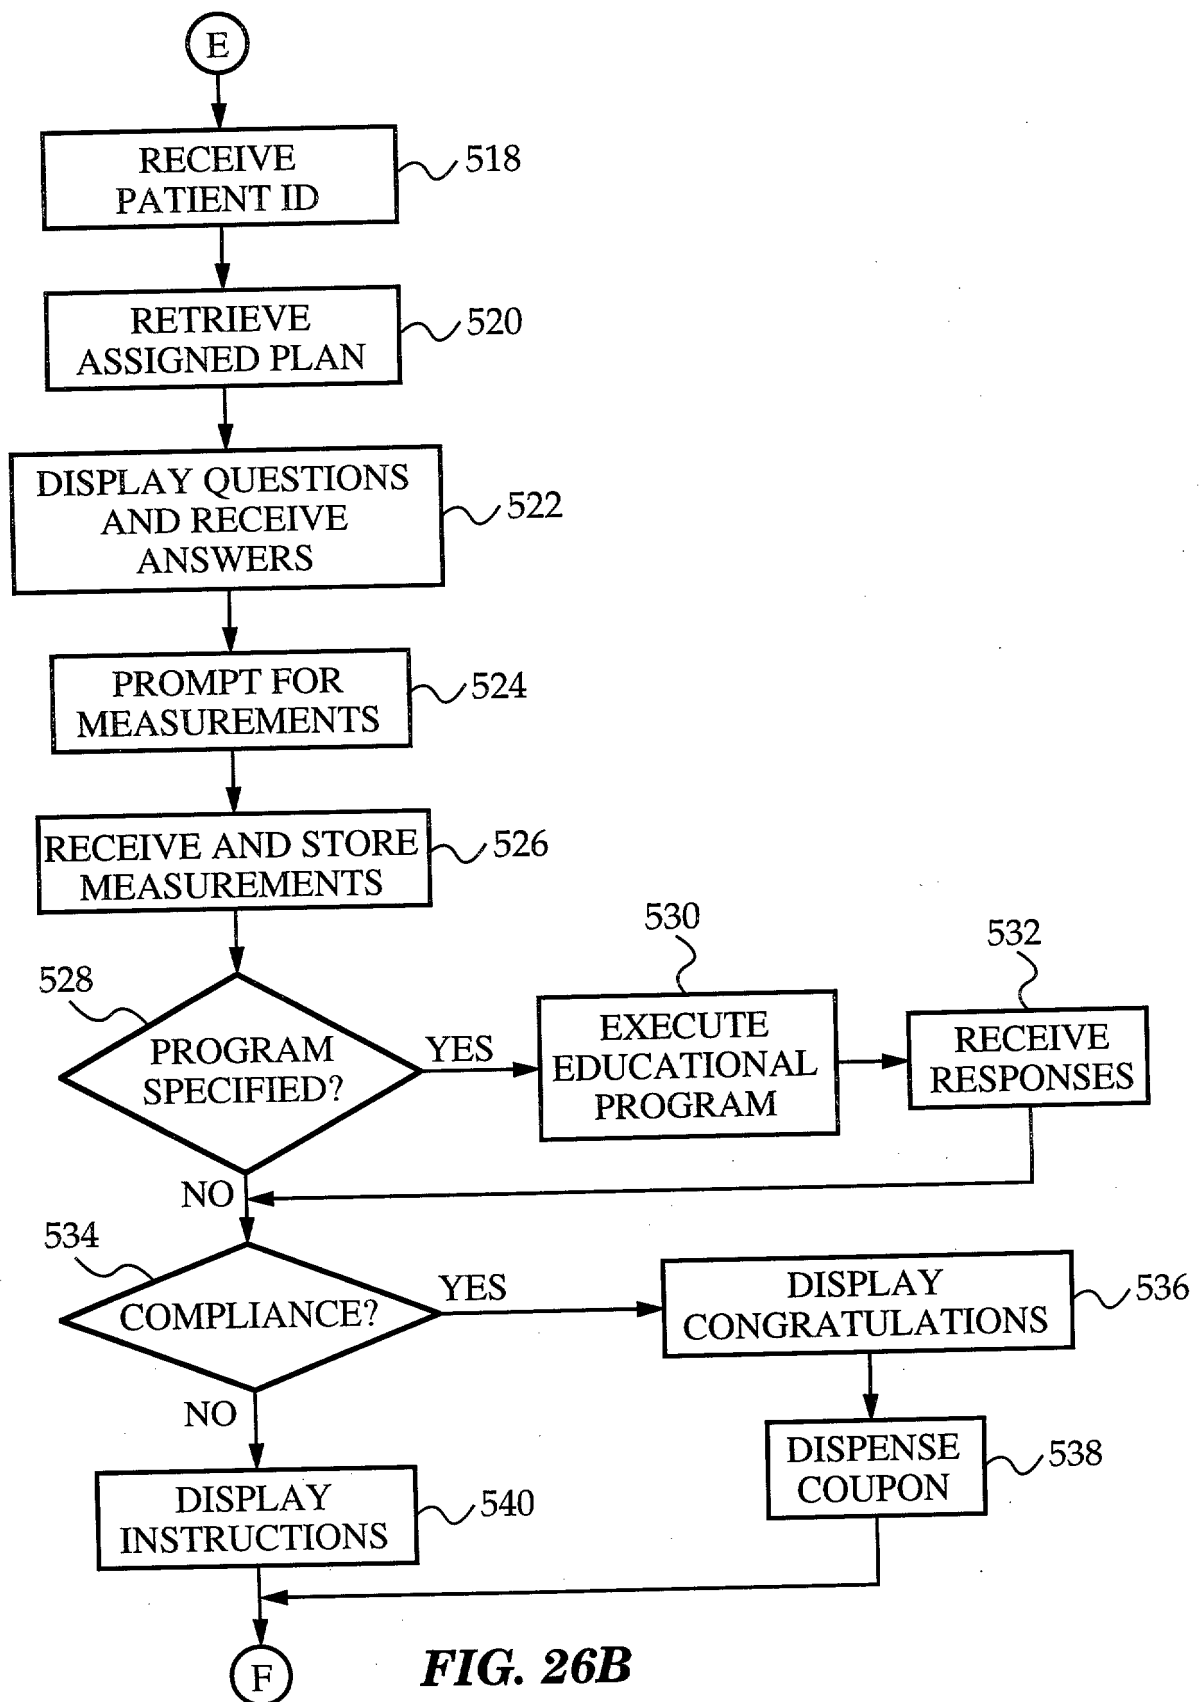 E
RECEIVE
PATIENT ID
518
RETRIEVE
ASSIGNED PLAN
520
DISPLAY QUESTIONS
AND RECEIVE
ANSWERS
522
PROMPT FOR
MEASUREMENTS
524
RECEIVE AND STORE
MEASUREMENTS
526
528
PROGRAM
SPECIFIED?
YES
530
EXECUTE
EDUCATIONAL
PROGRAM
532
RECEIVE
RESPONSES
NO
534
COMPLIANCE?
YES
DISPLAY
CONGRATULATIONS
536
DISPENSE
COUPON
538
NO
DISPLAY
INSTRUCTIONS
540
F
FIG. 26B